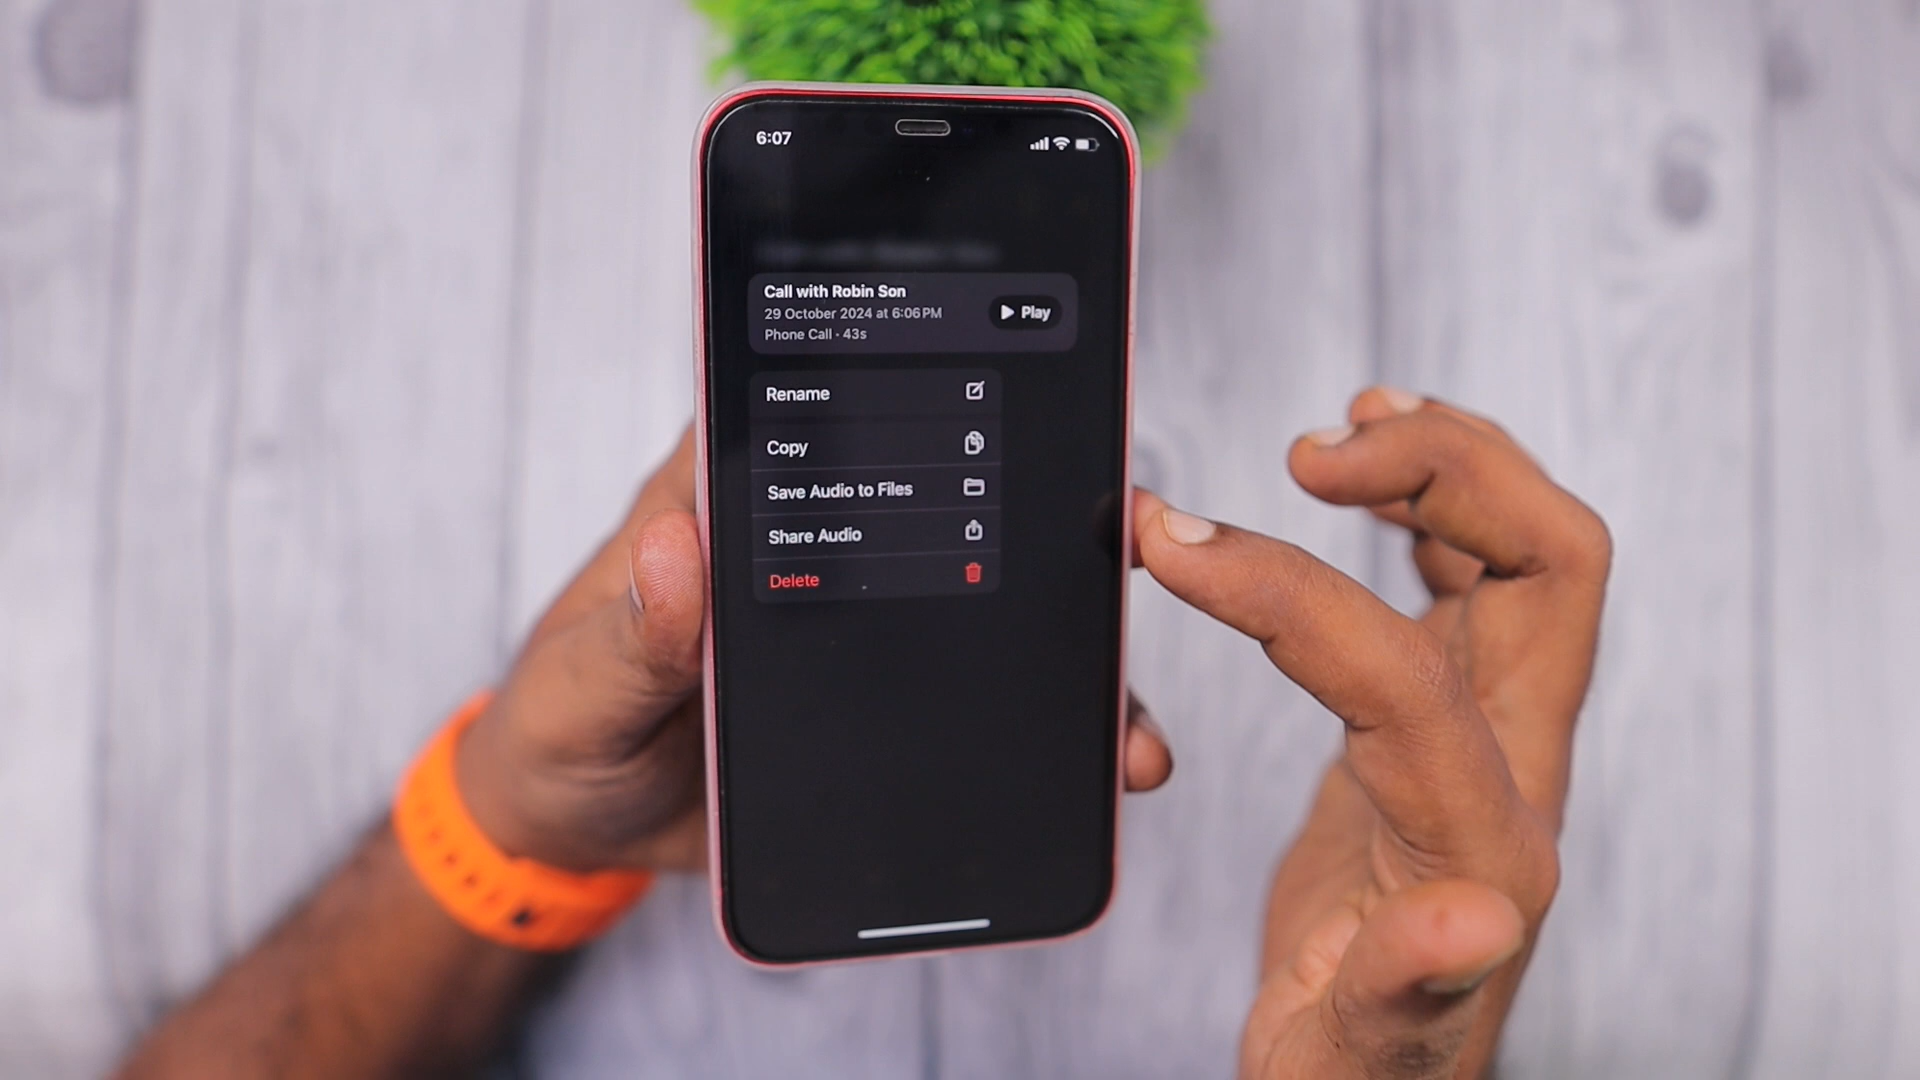 6:07
Call with Robin Son
29 October 2024 at 6:06 PM
Phone Call · 43s
Play
Rename
Copy
Save Audio to Files
Share Audio
Delete